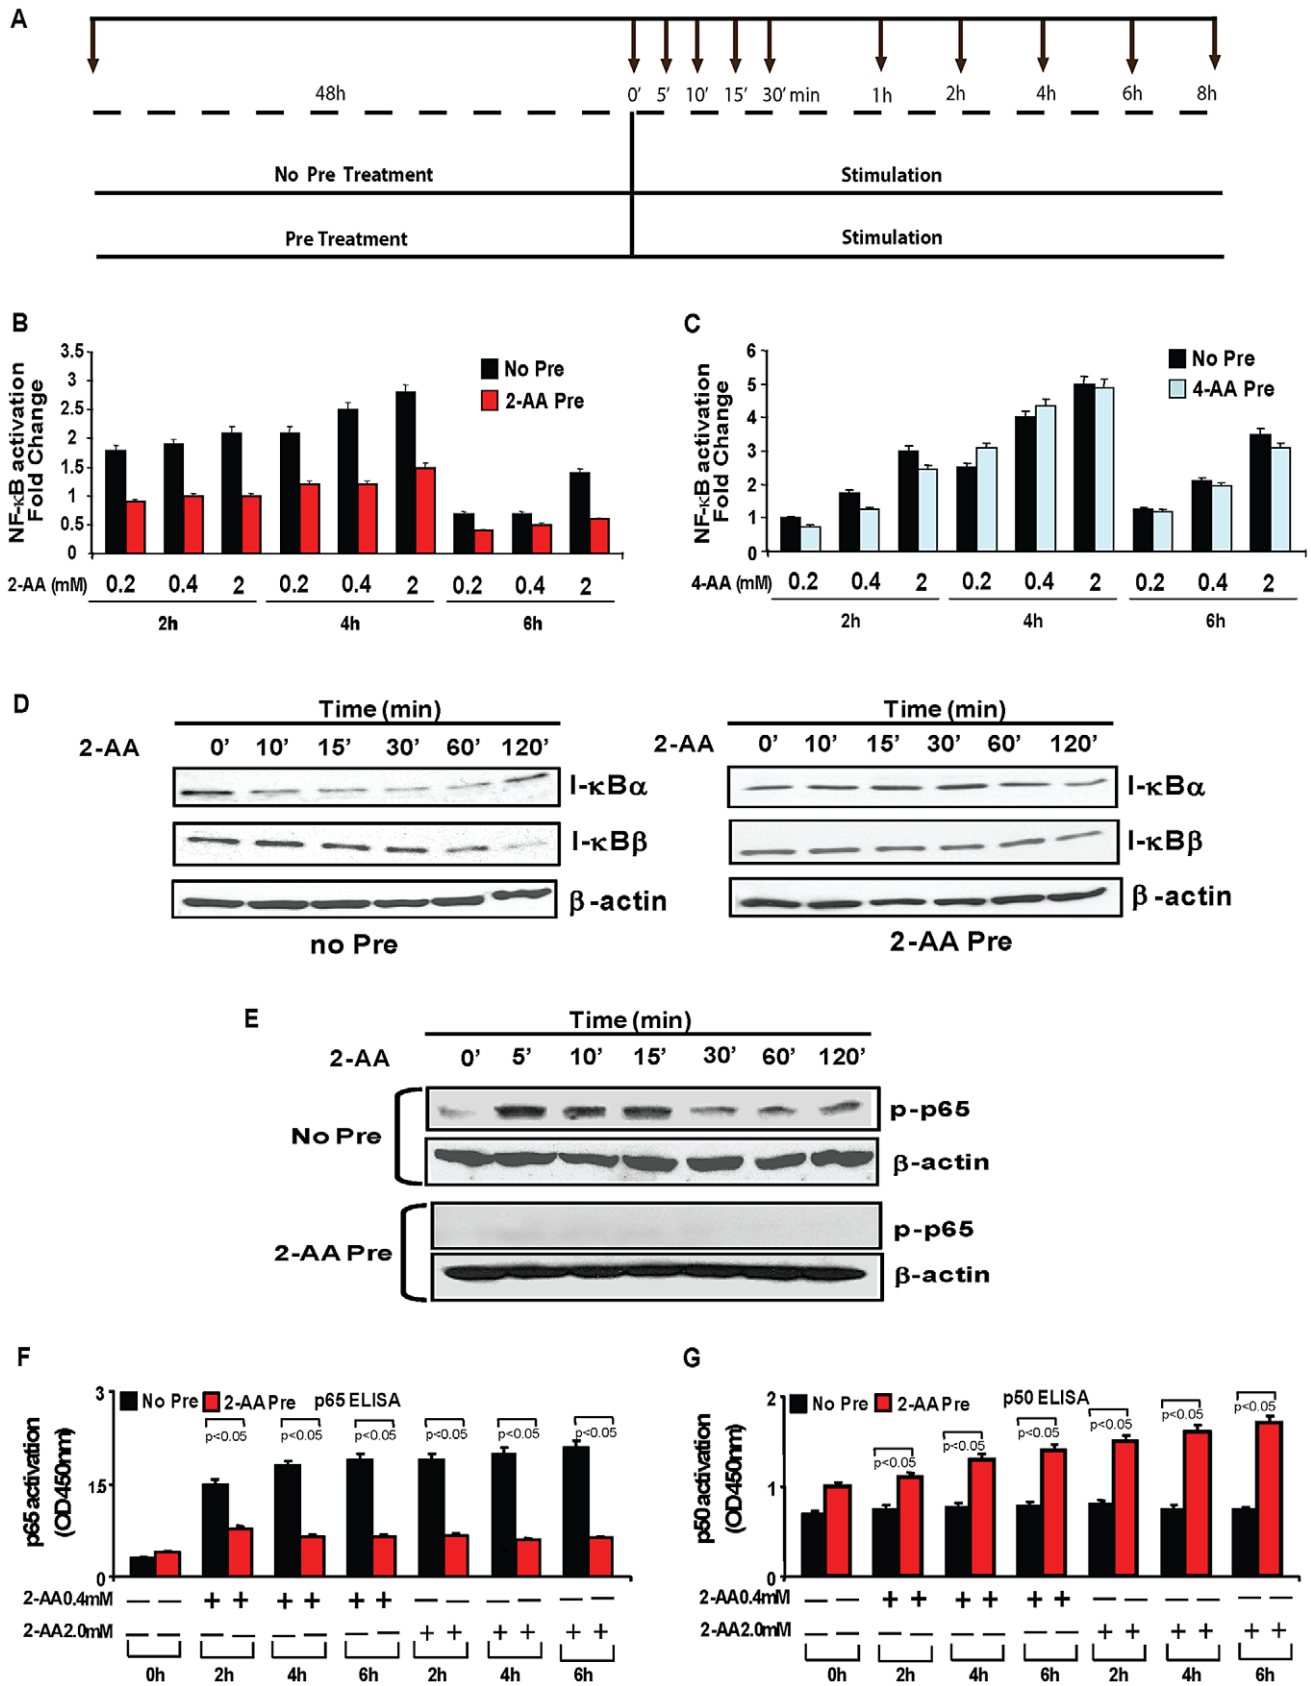 A
48h 0' 5' 10' 15' 30' min 1h 2h 4h 6h 8h
No Pre Treatment Stimulation
Pre Treatment Stimulation
B
NF-κB activation
Fold Change
3.5
3
2.5
2
1.5
1
0.5
0
No Pre
2-AA Pre
2-AA (mM) 0.2 0.4 2 0.2 0.4 2 0.2 0.4 2
2h 4h 6h
C
NF-κB activation
Fold Change
6
5
4
3
2
1
0
No Pre
4-AA Pre
4-AA (mM) 0.2 0.4 2 0.2 0.4 2 0.2 0.4 2
2h 4h 6h
D
Time (min)
2-AA 0' 10' 15' 30' 60' 120'
I-κBα
I-κBβ
β-actin
no Pre
Time (min)
2-AA 0' 10' 15' 30' 60' 120'
I-κBα
I-κBβ
β-actin
2-AA Pre
E
Time (min)
2-AA 0' 5' 10' 15' 30' 60' 120'
No Pre
p-p65
β-actin
2-AA Pre
p-p65
β-actin
F
p65 activation
(OD450nm)
3
15
0
No Pre 2-AA Pre p65 ELISA
p<0.05 p<0.05 p<0.05 p<0.05 p<0.05 p<0.05
2-AA0.4mM — — + + + + + + — — — — — —
2-AA2.0mM — — — — — — — — + + + + + +
0h 2h 4h 6h 2h 4h 6h
G
p50 activation
(OD450nm)
2
1
0
No Pre 2-AA Pre p50 ELISA
p<0.05 p<0.05 p<0.05 p<0.05 p<0.05 p<0.05
2-AA0.4mM — — + + + + + + — — — — — —
2-AA2.0mM — — — — — — — — + + + + + +
0h 2h 4h 6h 2h 4h 6h